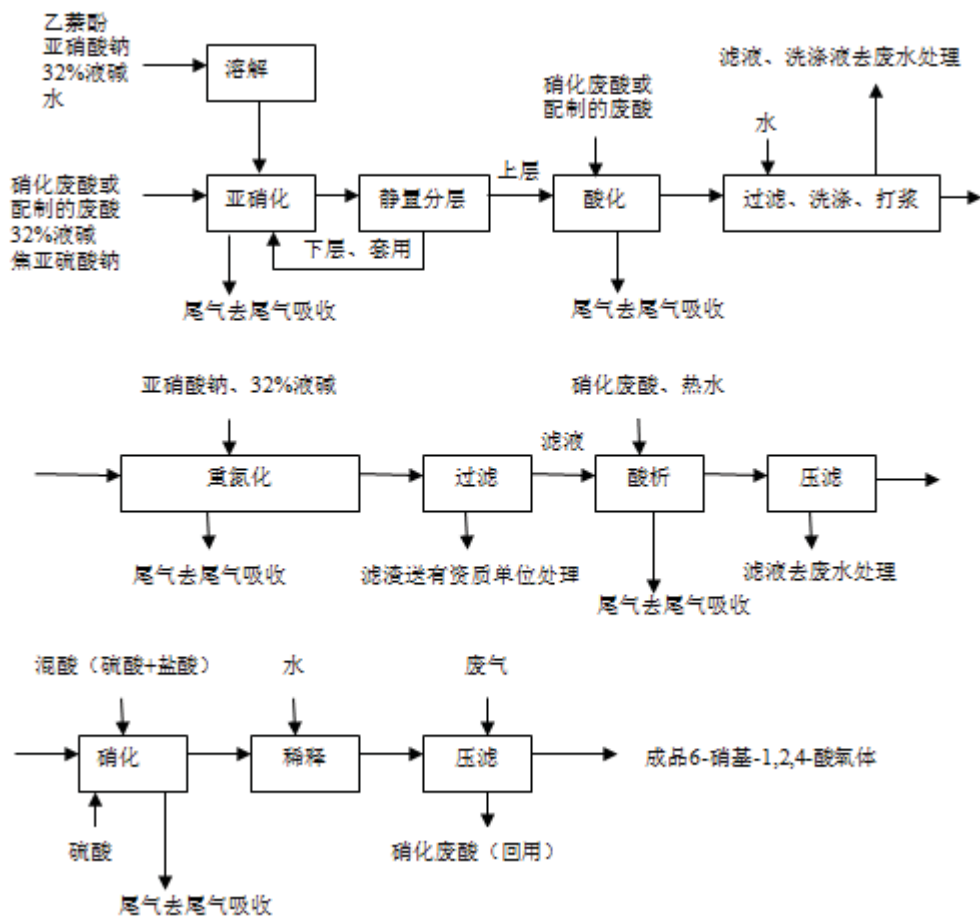 乙萘酚
亚硝酸钠
32%液碱
水
溶解
硝化废酸或
配制的废酸
滤液、洗涤液去废水处理
水
硝化废酸或
配制的废酸
32%液碱
焦亚硫酸钠
亚硝化
静置分层
上层
酸化
过滤、洗涤、打浆
下层、套用
尾气去尾气吸收
尾气去尾气吸收
亚硝酸钠、32%液碱
硝化废酸、热水
重氮化
过滤
滤液
酸析
压滤
尾气去尾气吸收
滤渣送有资质单位处理
尾气去尾气吸收
滤液去废水处理
混酸（硫酸+盐酸）
水
废气
硝化
稀释
压滤
成品6-硝基-1,2,4-酸氧体
硫酸
硝化废酸（回用）
尾气去尾气吸收